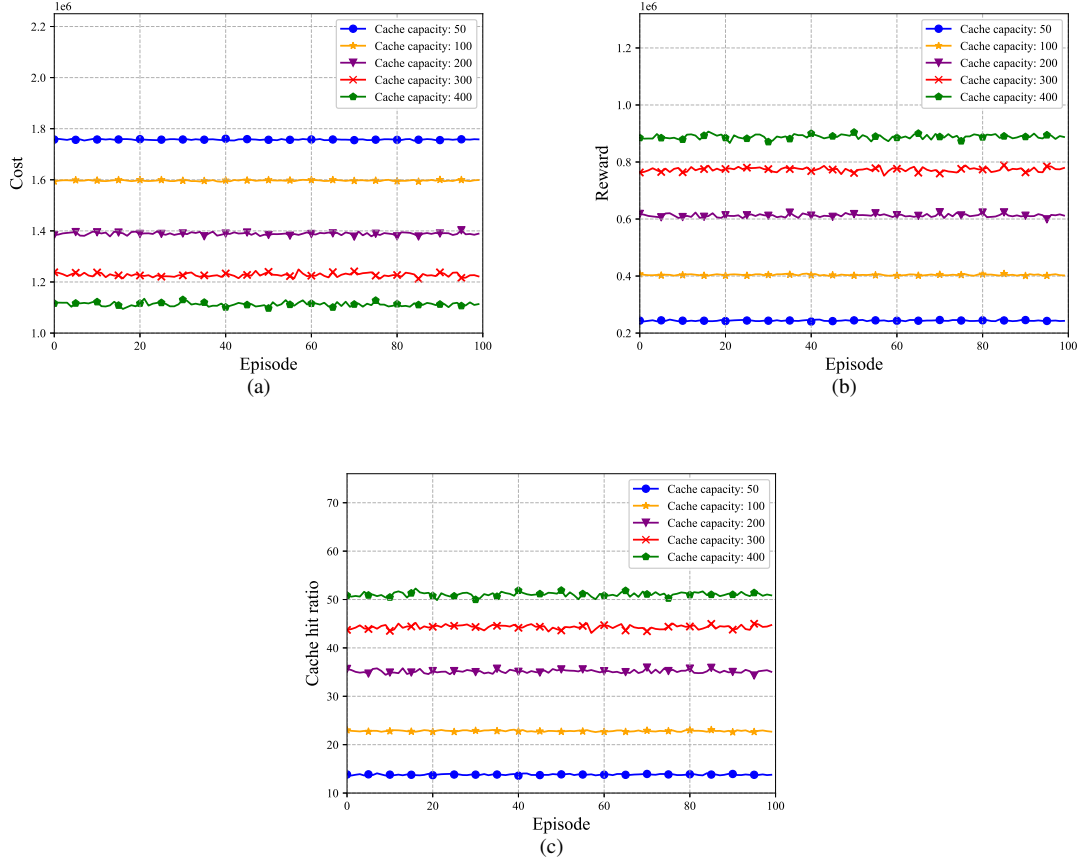 1e6
2.2
2.0
1.8
1.6
1.4
1.2
1.0
Cost
Cache capacity: 50
Cache capacity: 100
Cache capacity: 200
Cache capacity: 300
Cache capacity: 400
0 20 40 60 80 100
Episode
(a)
1e6
1.2
1.0
0.8
0.6
0.4
0.2
Reward
Cache capacity: 50
Cache capacity: 100
Cache capacity: 200
Cache capacity: 300
Cache capacity: 400
0 20 40 60 80 100
Episode
(b)
70
60
50
40
30
20
10
Cache hit ratio
Cache capacity: 50
Cache capacity: 100
Cache capacity: 200
Cache capacity: 300
Cache capacity: 400
0 20 40 60 80 100
Episode
(c)